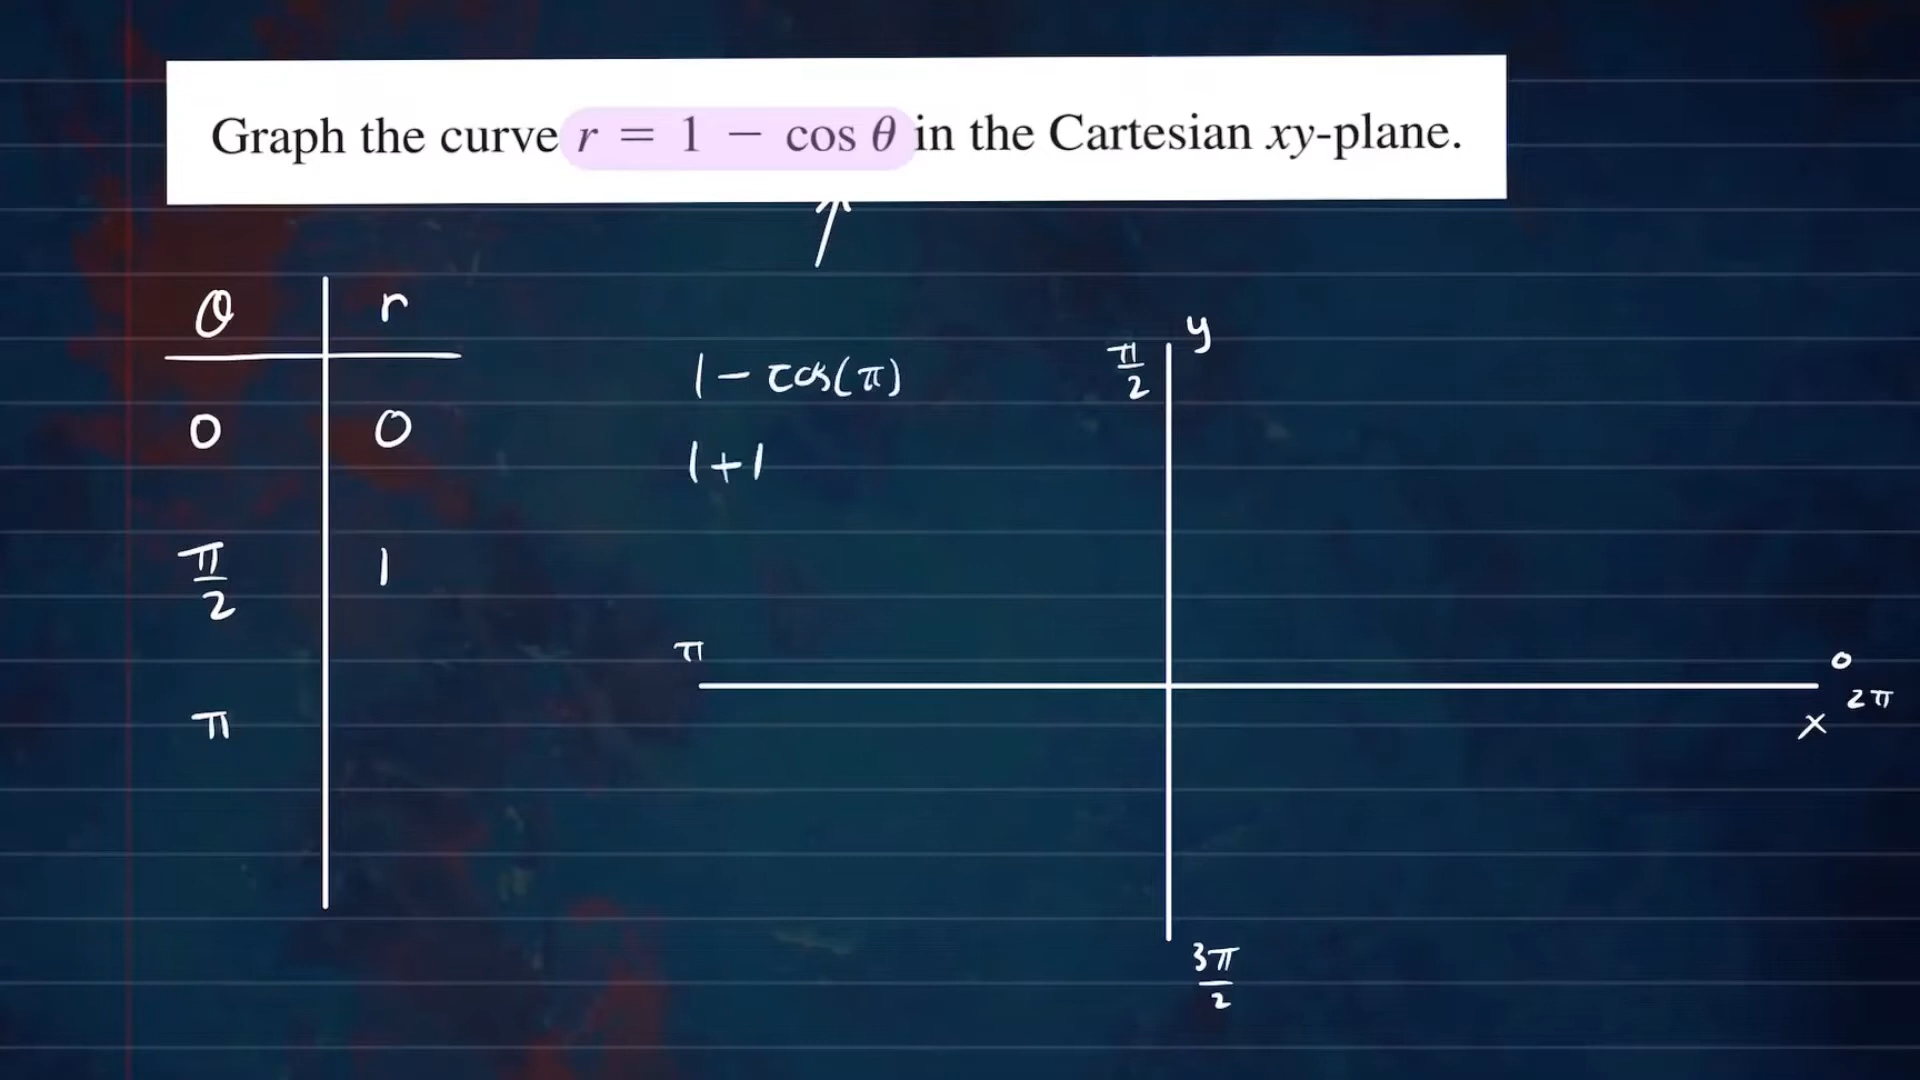 Graph the curve r = 1 − cos θ in the Cartesian xy-plane.
θ r
0 0
π/2 1
π
1 − cos(π)
1+1
π/2 y
π
0
2π
x
3π/2